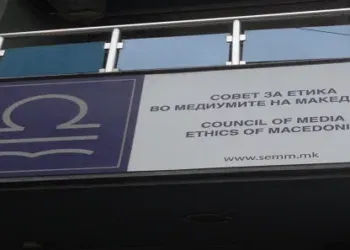 СОВЕТ ЗА ЕТИКА
ВО МЕДИУМИТЕ НА МАКЕД
COUNCIL OF MEDIA
ETHICS OF MACEDONI
www.semm.mk